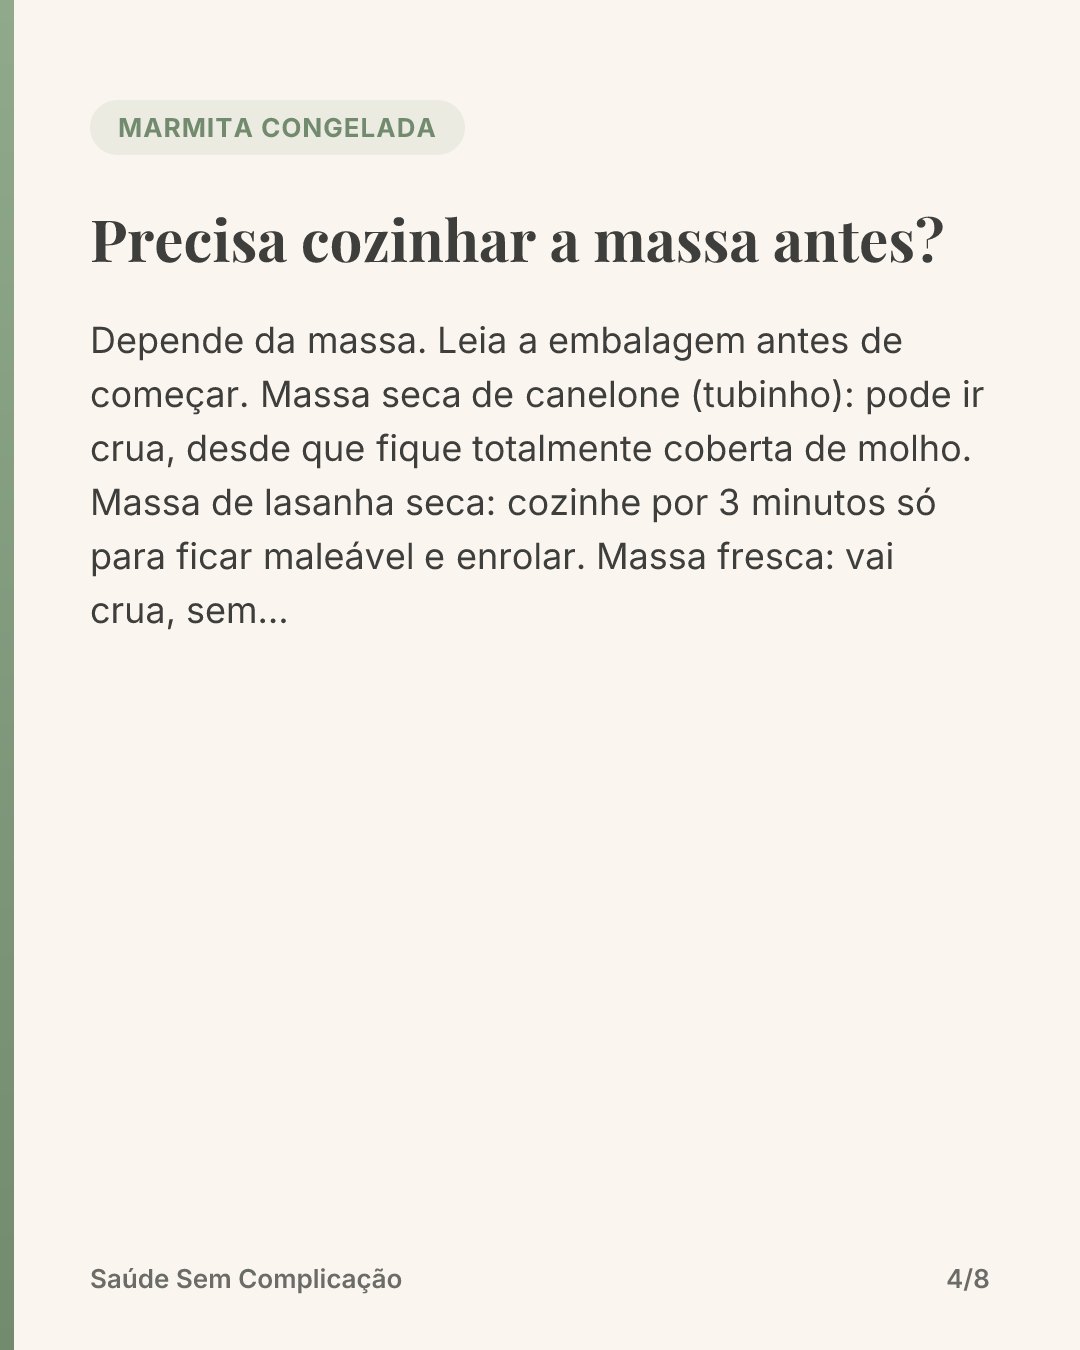 MARMITA CONGELADA
Precisa cozinhar a massa antes?
Depende da massa. Leia a embalagem antes de
começar. Massa seca de canelone (tubinho): pode ir
crua, desde que fique totalmente coberta de molho.
Massa de lasanha seca: cozinhe por 3 minutos só
para ficar maleável e enrolar. Massa fresca: vai
crua, sem...
Saúde Sem Complicação
4/8